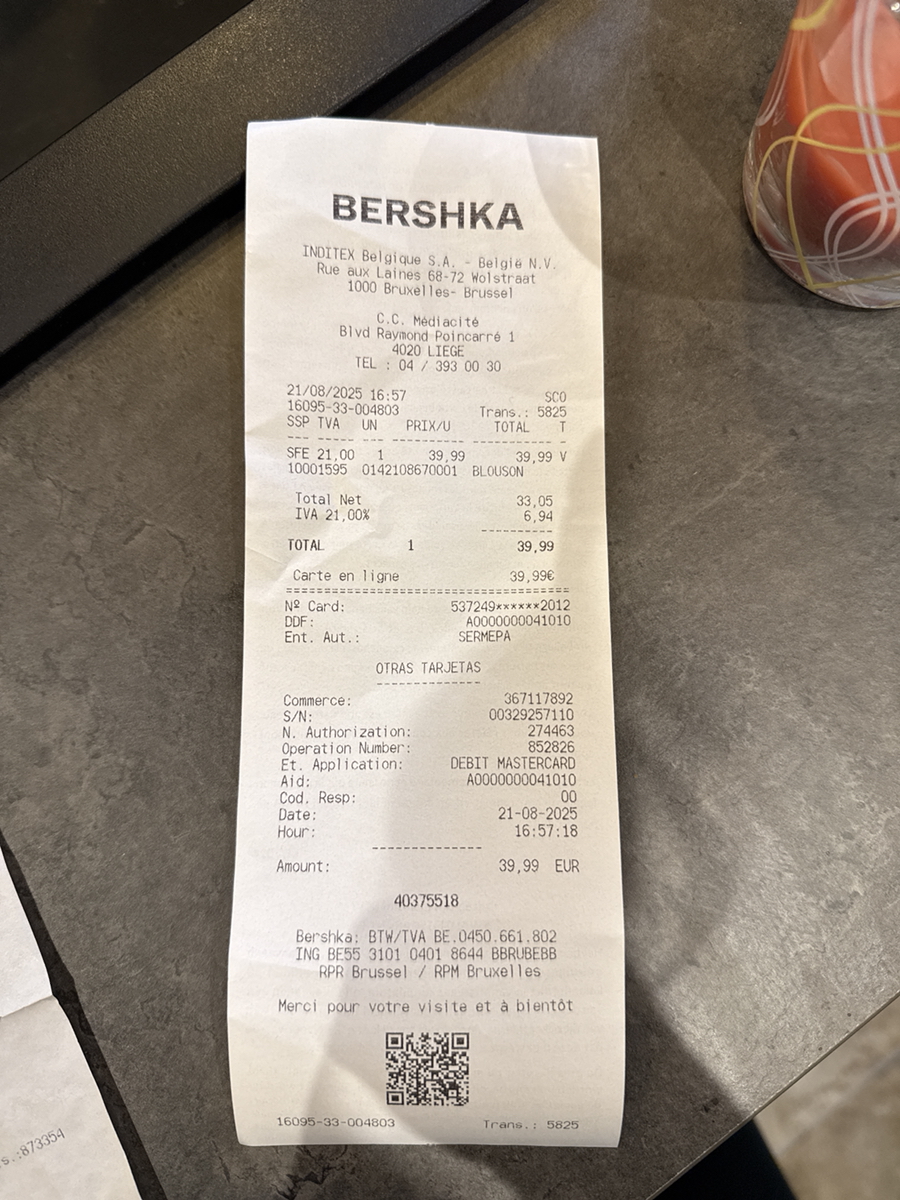 BERSHKA
INDITEX Belgique S.A. - België N.V.
Rue aux Laines 68-72 Wolstraat
1000 Bruxelles- Brussel
C.C. Médiacité
Blvd Raymond Poincarré 1
4020 LIEGE
TEL : 04 / 393 00 30
21/08/2025 16:57 SCO
16095-33-004803 Trans.: 5825
SSP TVA UN PRIX/U TOTAL T
--- --- --- ---------- --------- -
SFE 21,00 1 39,99 39,99 V
10001595 0142108670001 BLOUSON
Total Net 33,05
IVA 21,00% 6,94
---------
TOTAL 1 39,99
Carte en ligne 39,99€
======================================
Nº Card: 537249******2012
DDF: A0000000041010
Ent. Aut.: SERMEPA
OTRAS TARJETAS
--------------
Commerce: 367117892
S/N: 00329257110
N. Authorization: 274463
Operation Number: 852826
Et. Application: DEBIT MASTERCARD
Aid: A0000000041010
Cod. Resp: 00
Date: 21-08-2025
Hour: 16:57:18
--------------
Amount: 39,99 EUR
40375518
Bershka: BTW/TVA BE.0450.661.802
ING BE55 3101 0401 8644 BBRUBEBB
RPR Brussel / RPM Bruxelles
Merci pour votre visite et à bientôt
16095-33-004803 Trans.: 5825
s.:873354